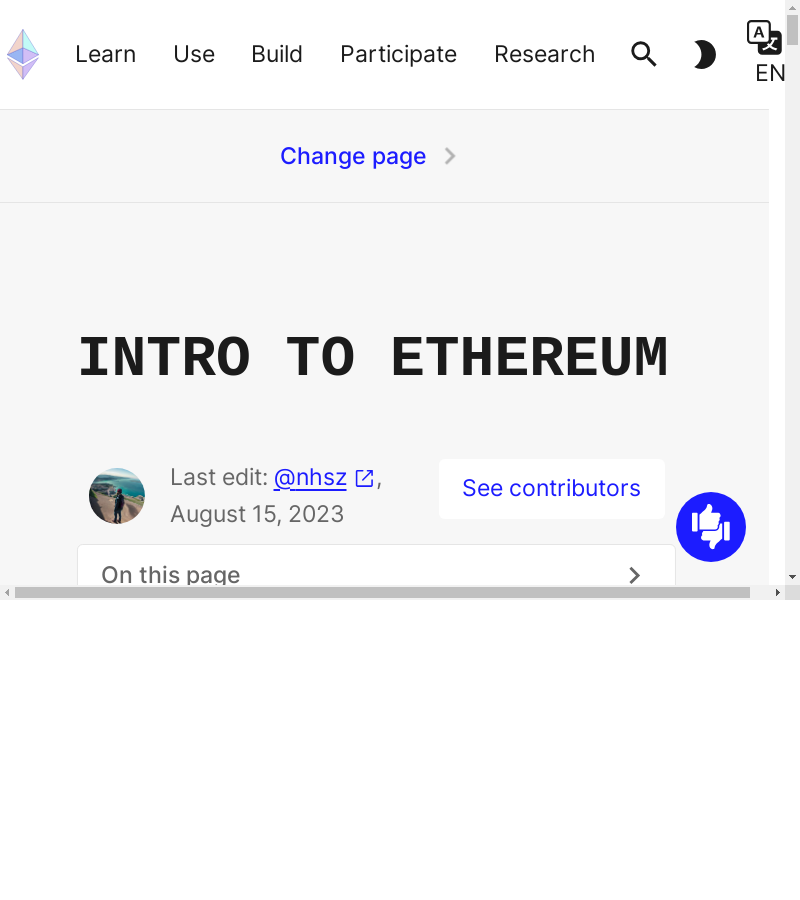 Learn Use Build Participate Research
EN
Change page
INTRO TO ETHEREUM
Last edit: @nhsz,
August 15, 2023
See contributors
On this page